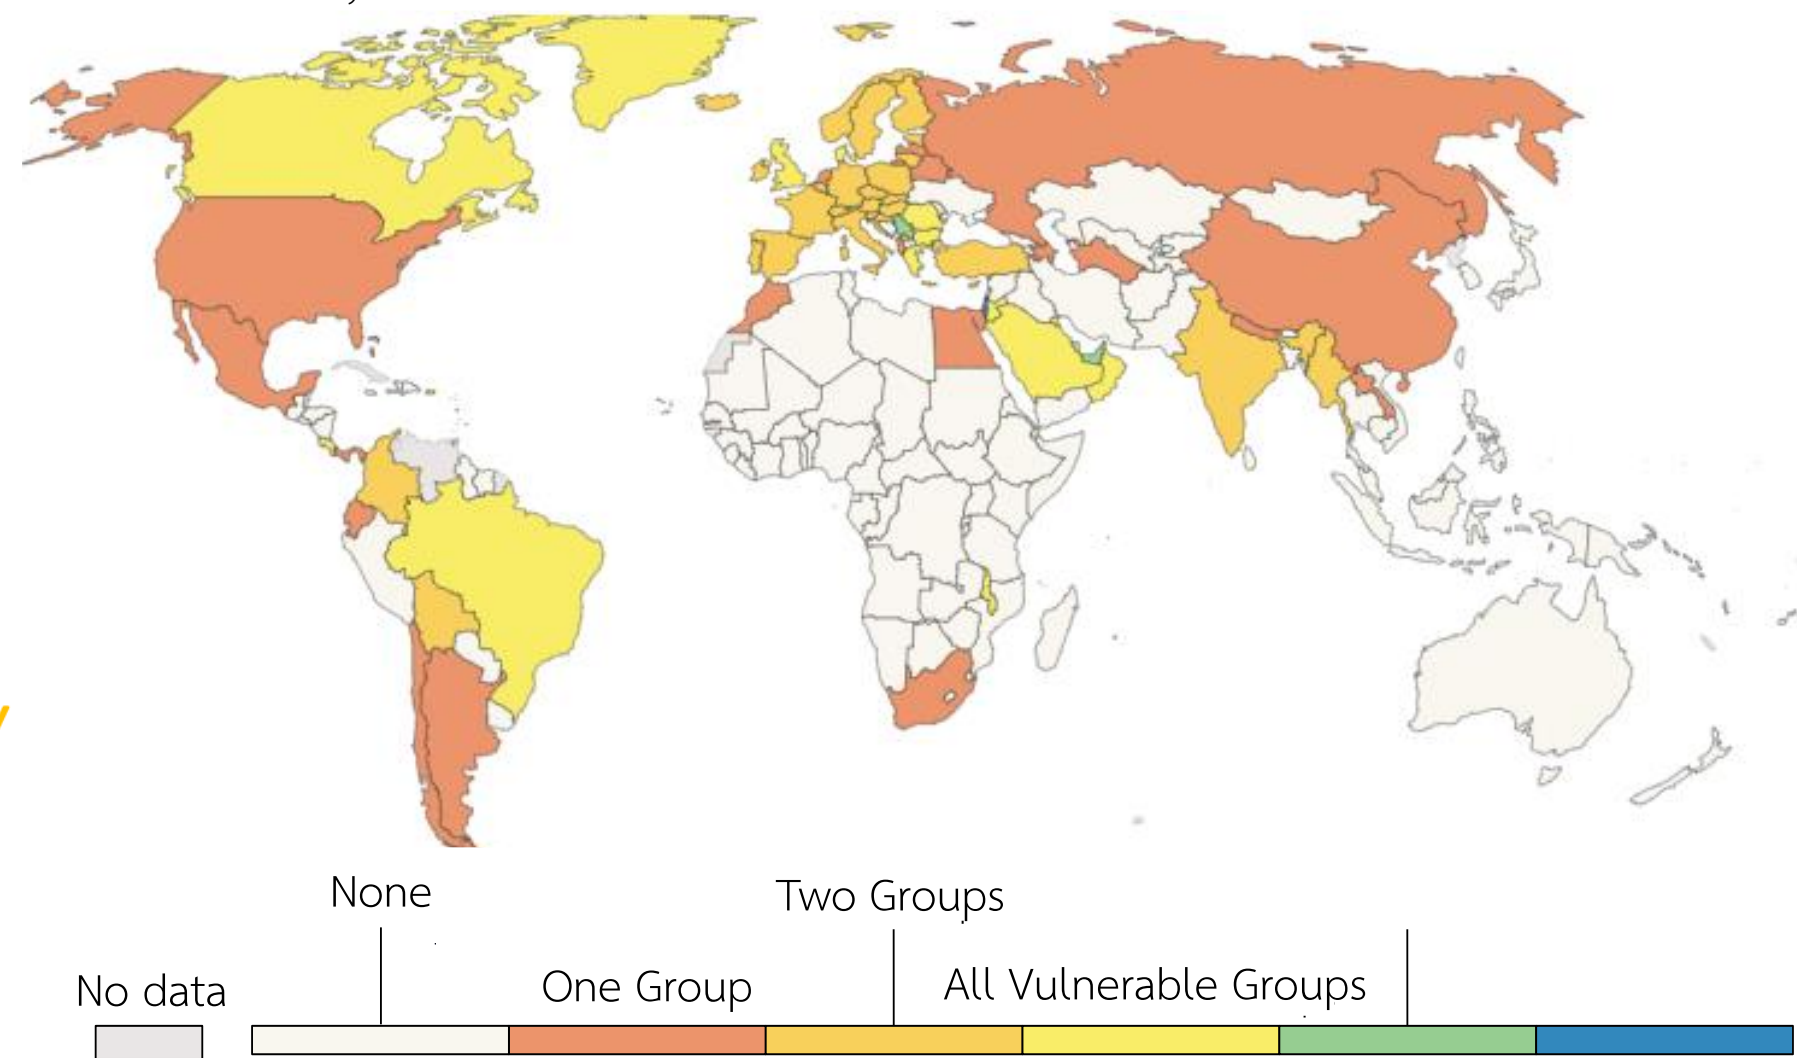 None
Two Groups
No data
One Group
All Vulnerable Groups